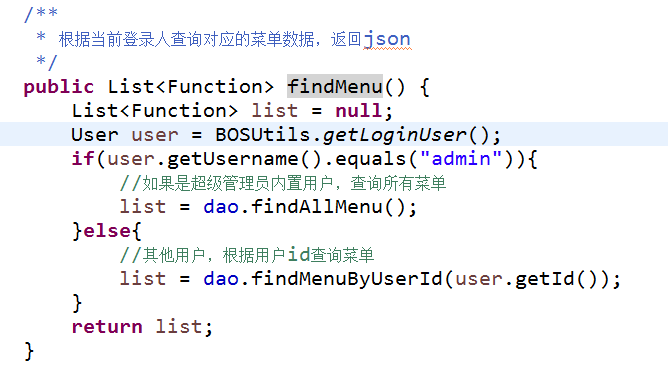 /**
 * 根据当前登录人查询对应的菜单数据，返回json
 */
public List<Function> findMenu() {
    List<Function> list = null;
    User user = BOSUtils.getLoginUser();
    if(user.getUsername().equals("admin")){
        //如果是超级管理员内置用户，查询所有菜单
        list = dao.findAllMenu();
    }else{
        //其他用户，根据用户id查询菜单
        list = dao.findMenuByUserId(user.getId());
    }
    return list;
}